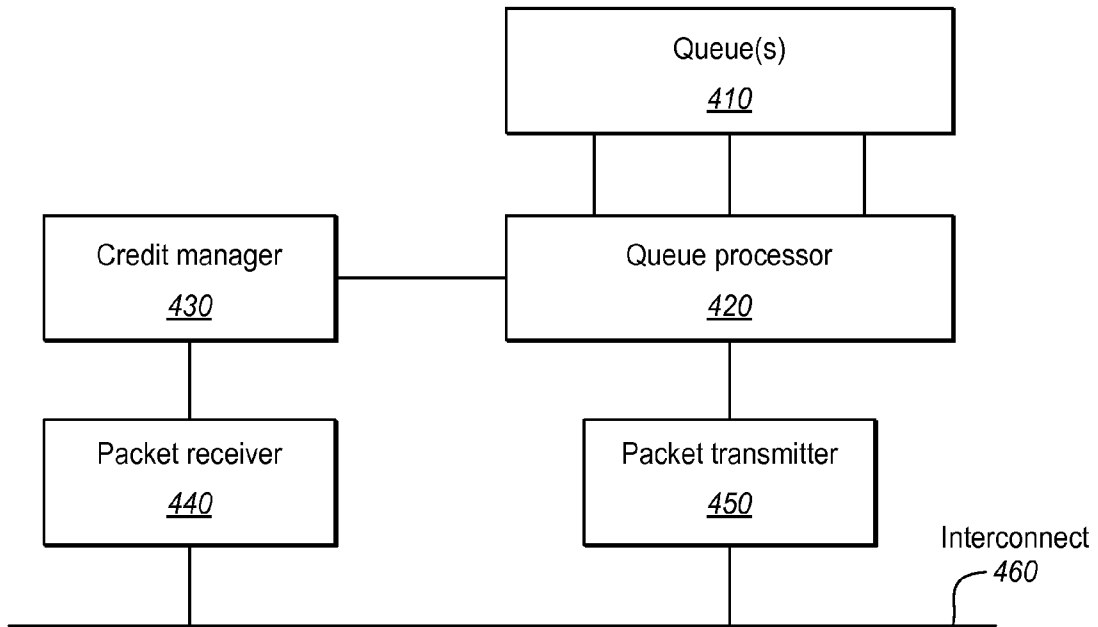 Queue(s)
410
Credit manager
430
Queue processor
420
Packet receiver
440
Packet transmitter
450
Interconnect
460